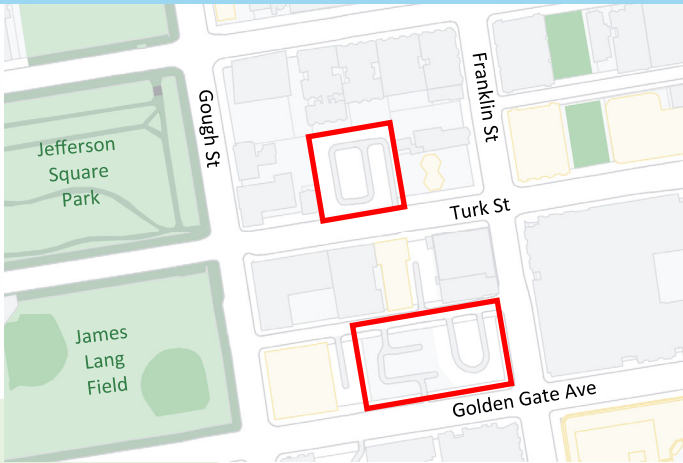 Franklin St
Gough St
Jefferson
Square
Park
Turk St
James
Lang
Field
Golden Gate Ave